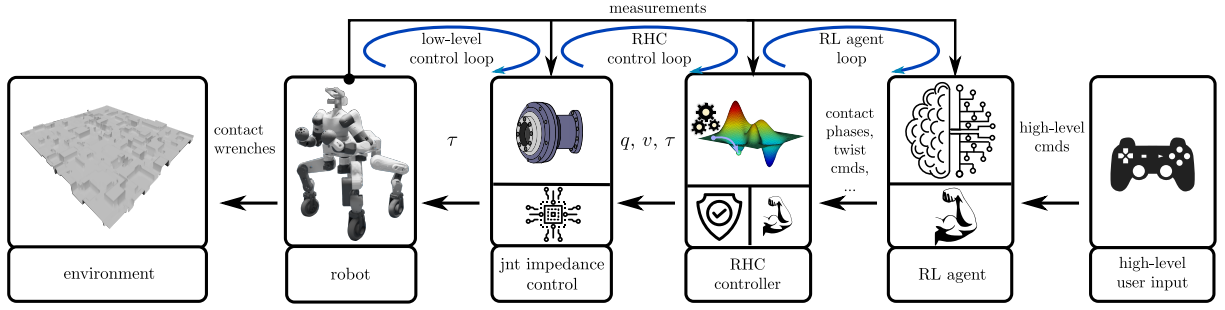 measurements
low-level
control loop
RHC
control loop
RL agent
loop
contact
wrenches
τ
q, v, τ
contact
phases,
twist
cmds,
...
high-level
cmds
environment
robot
jnt impedance
control
RHC
controller
RL agent
high-level
user input